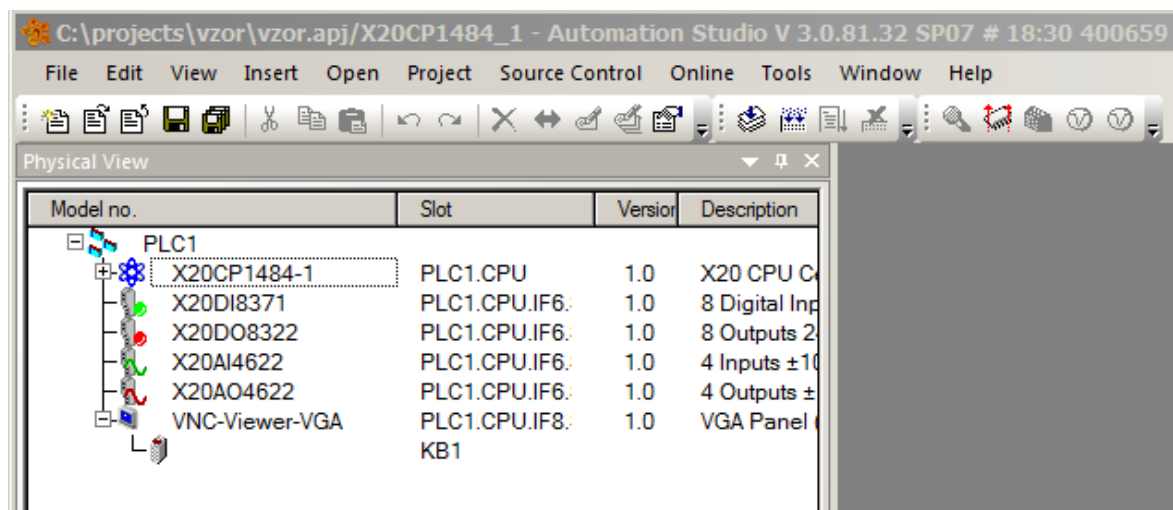 C:\projects\vzor\vzor.apj/X20CP1484_1 - Automation Studio V 3.0.81.32 SP07 # 18:30 400659
File Edit View Insert Open Project Source Control Online Tools Window Help
Physical View
Model no. Slot Version Description
PLC1
X20CP1484-1 PLC1.CPU 1.0 X20 CPU
X20DI8371 PLC1.CPU.IF6. 1.0 8 Digital Inp
X20DO8322 PLC1.CPU.IF6. 1.0 8 Outputs 2
X20AI4622 PLC1.CPU.IF6. 1.0 4 Inputs ±10
X20AO4622 PLC1.CPU.IF6. 1.0 4 Outputs ±
VNC-Viewer-VGA PLC1.CPU.IF8. 1.0 VGA Panel
KB1